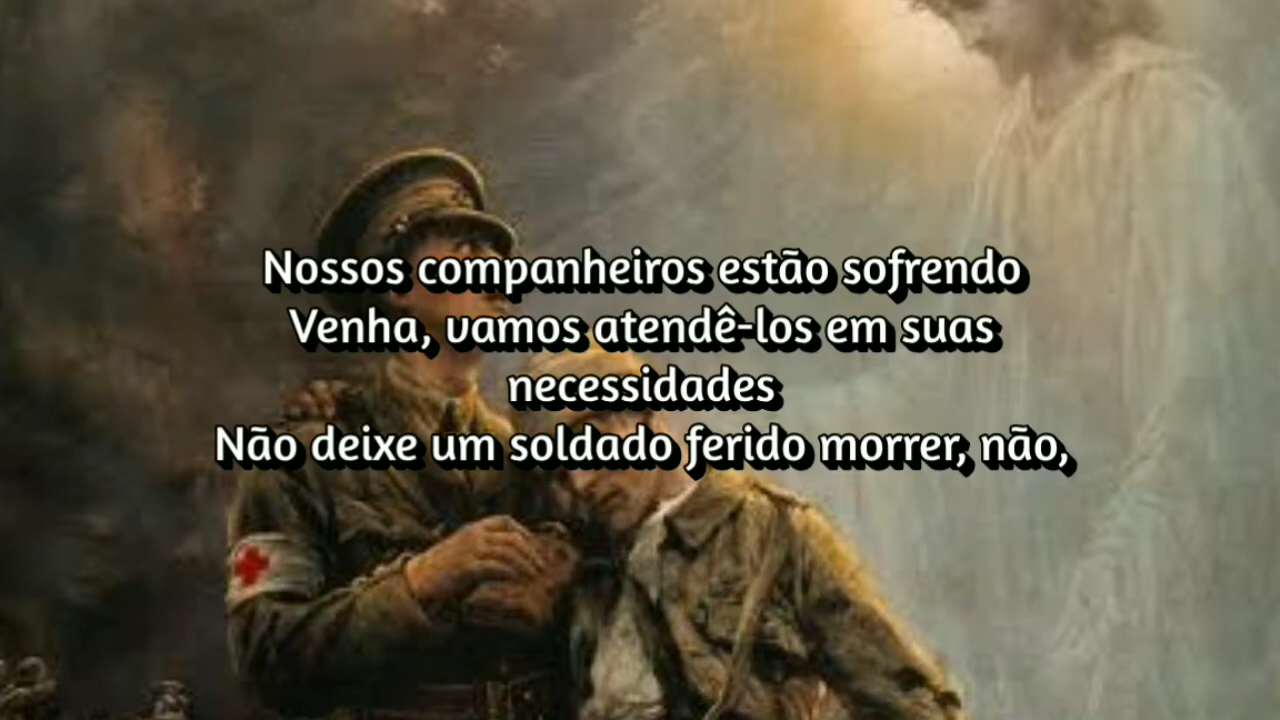 Nossos companheiros estão sofrendo
Venha, vamos atendê-los em suas
necessidades
Não deixe um soldado ferido morrer, não,